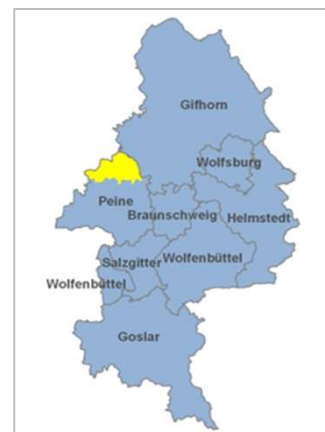 Gifhorn
Wolfsburg
Peine
Braunschweig
Helmstedt
Salzgitter
Wolfenbüttel
Wolfenbüttel
Goslar